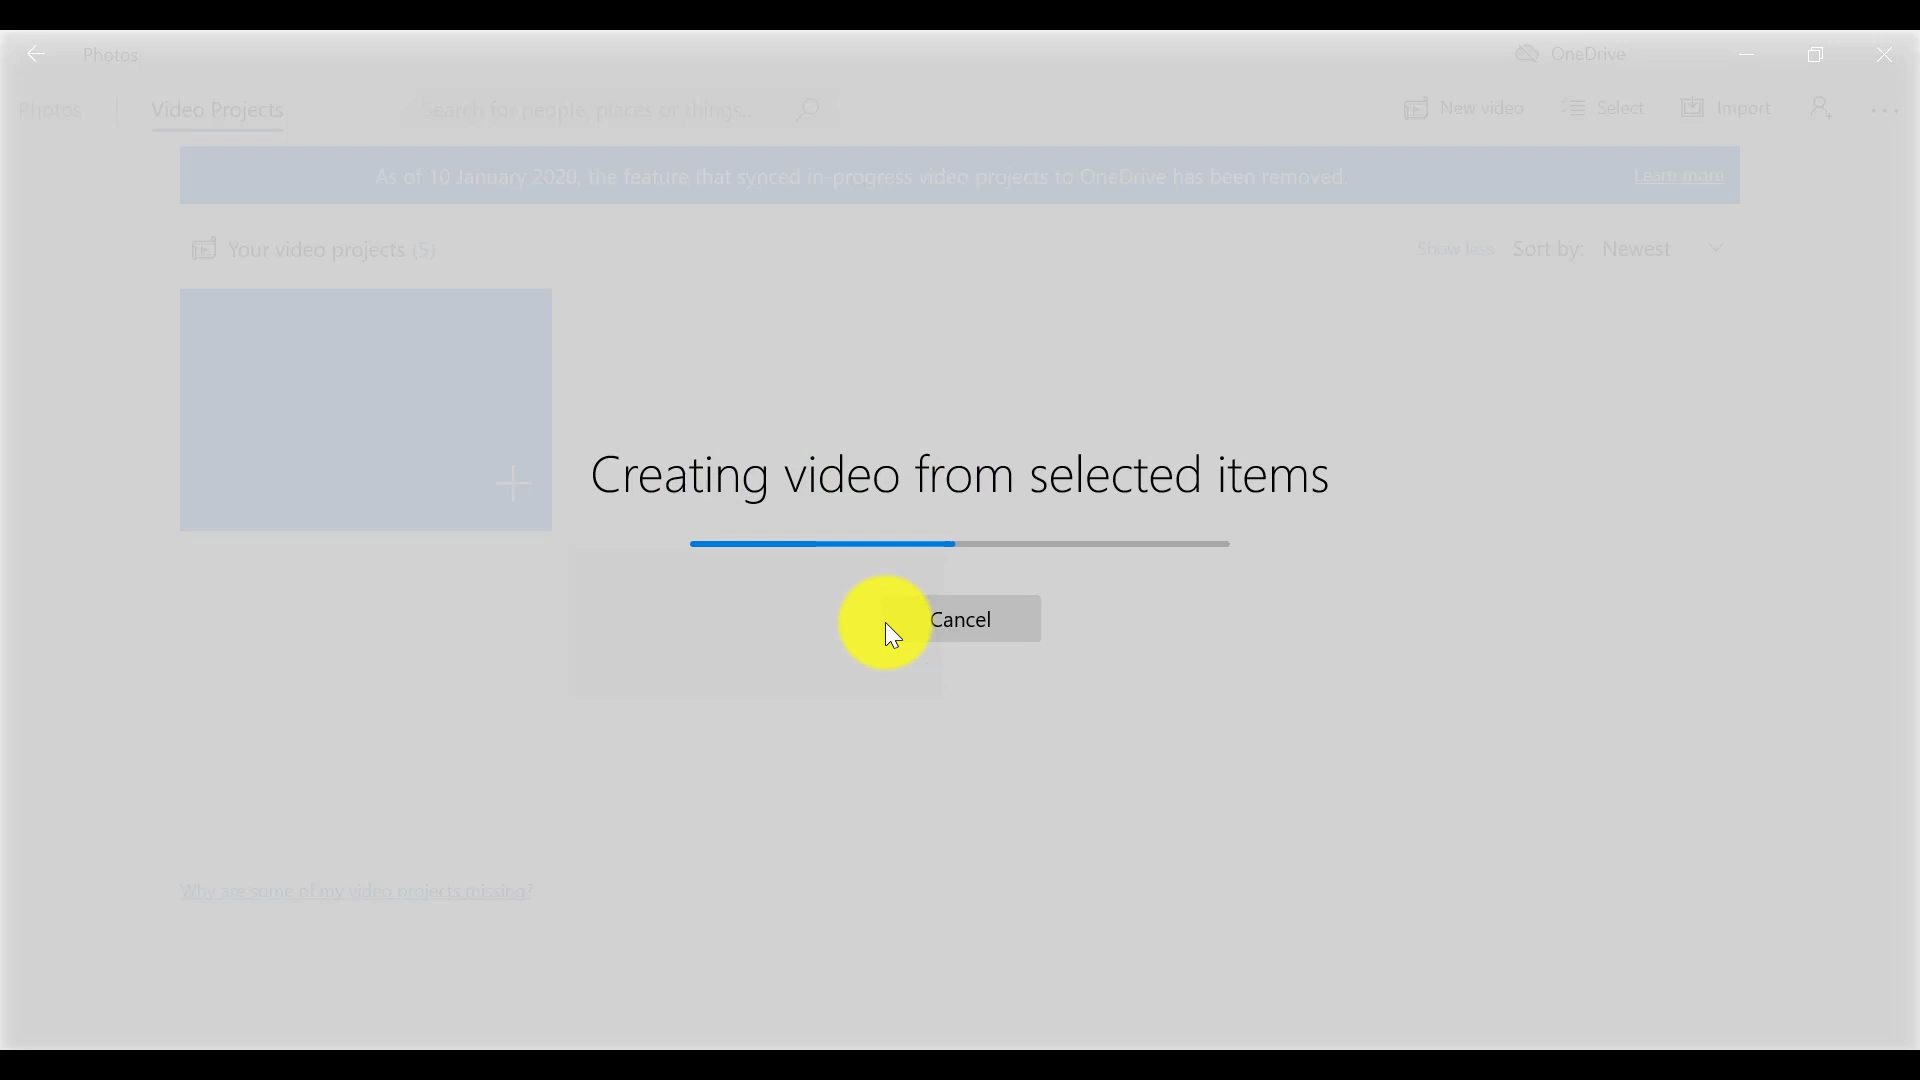 Photos
OneDrive
Photos
Video Projects
Search for people, places or things...
New video
Select
Import
As of 10 January 2020, the feature that synced in-progress video projects to OneDrive has been removed.
Learn more
Your video projects (5)
Show less
Sort by: Newest
Creating video from selected items
Cancel
Why are some of my video projects missing?